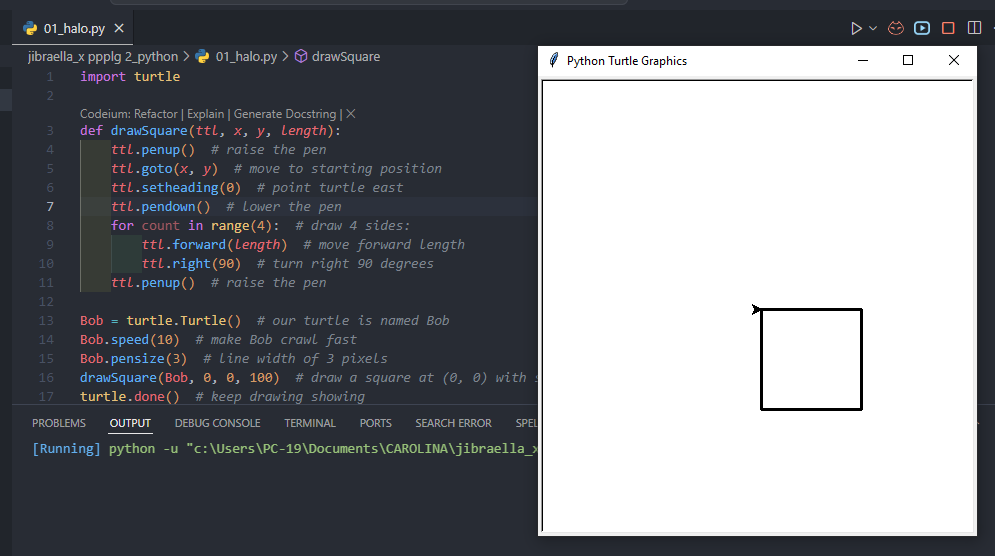 01_halo.py
jibraella_x ppplg 2_python > 01_halo.py > drawSquare
1 import turtle
2
Codeium: Refactor | Explain | Generate Docstring | X
3 def drawSquare(ttl, x, y, length):
4 ttl.penup() # raise the pen
5 ttl.goto(x, y) # move to starting position
6 ttl.setheading(0) # point turtle east
7 ttl.pendown() # lower the pen
8 for count in range(4): # draw 4 sides:
9 ttl.forward(length) # move forward length
10 ttl.right(90) # turn right 90 degrees
11 ttl.penup() # raise the pen
12
13 Bob = turtle.Turtle() # our turtle is named Bob
14 Bob.speed(10) # make Bob crawl fast
15 Bob.pensize(3) # line width of 3 pixels
16 drawSquare(Bob, 0, 0, 100) # draw a square at (0, 0) with
17 turtle.done() # keep drawing showing
PROBLEMS OUTPUT DEBUG CONSOLE TERMINAL PORTS SEARCH ERROR SPEL
[Running] python -u "c:\Users\PC-19\Documents\CAROLINA\jibraella_x
Python Turtle Graphics